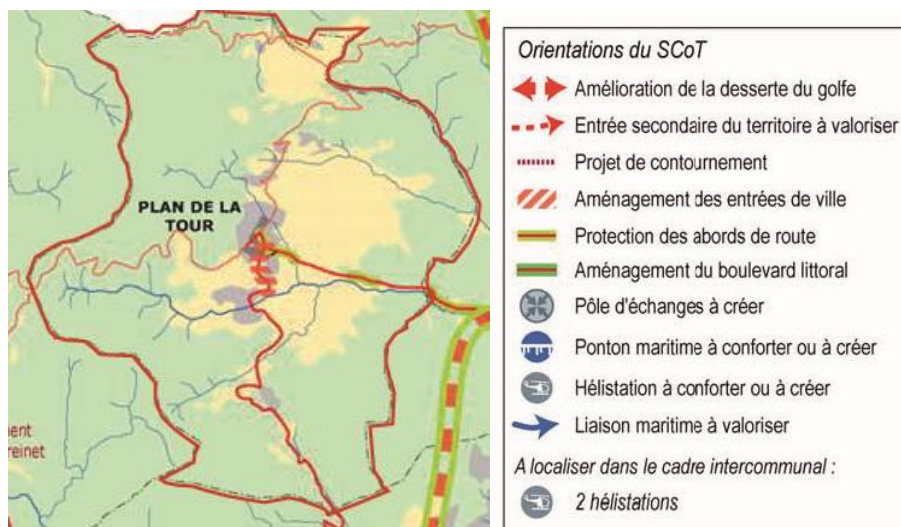 PLAN DE LA
TOUR
ent
reinet
Orientations du SCoT
Amélioration de la desserte du golfe
Entrée secondaire du territoire à valoriser
Projet de contournement
Aménagement des entrées de ville
Protection des abords de route
Aménagement du boulevard littoral
Pôle d'échanges à créer
Ponton maritime à conforter ou à créer
Hélistation à conforter ou à créer
Liaison maritime à valoriser
A localiser dans le cadre intercommunal :
2 hélistations